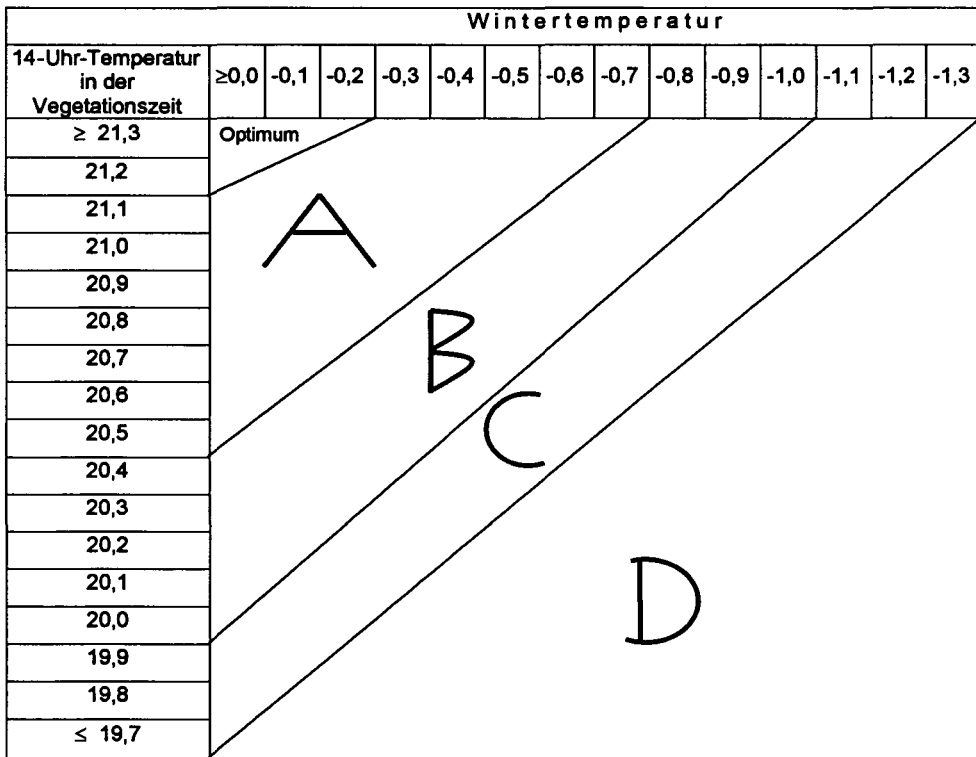 Wintertemperatur
14-Uhr-Temperatur
in der
Vegetationszeit
≥0,0 -0,1 -0,2 -0,3 -0,4 -0,5 -0,6 -0,7 -0,8 -0,9 -1,0 -1,1 -1,2 -1,3
≥ 21,3 Optimum
21,2
21,1
A
21,0
20,9
20,8
B
20,7
20,6
20,5
C
20,4
20,3
20,2
20,1
D
20,0
19,9
19,8
≤ 19,7